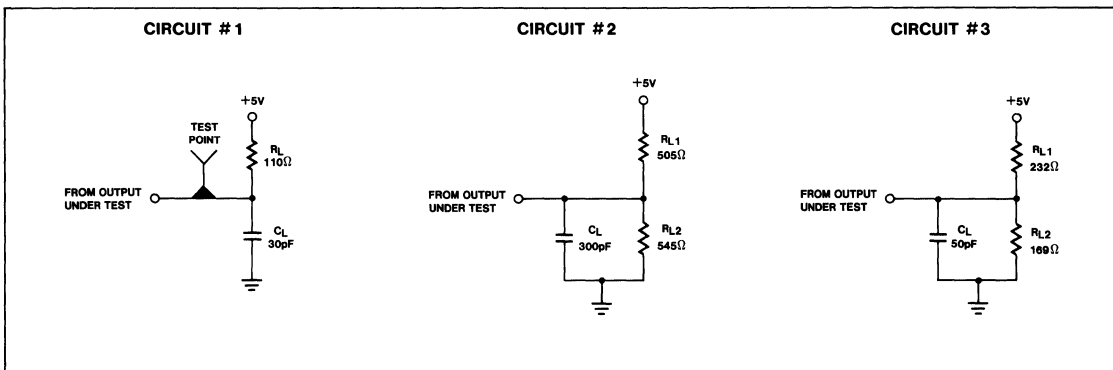 CIRCUIT #1
+5V
TEST
POINT
RL
110Ω
FROM OUTPUT
UNDER TEST
CL
30pF
CIRCUIT #2
+5V
RL1
505Ω
FROM OUTPUT
UNDER TEST
CL
300pF
RL2
545Ω
CIRCUIT #3
+5V
RL1
232Ω
FROM OUTPUT
UNDER TEST
CL
50pF
RL2
169Ω